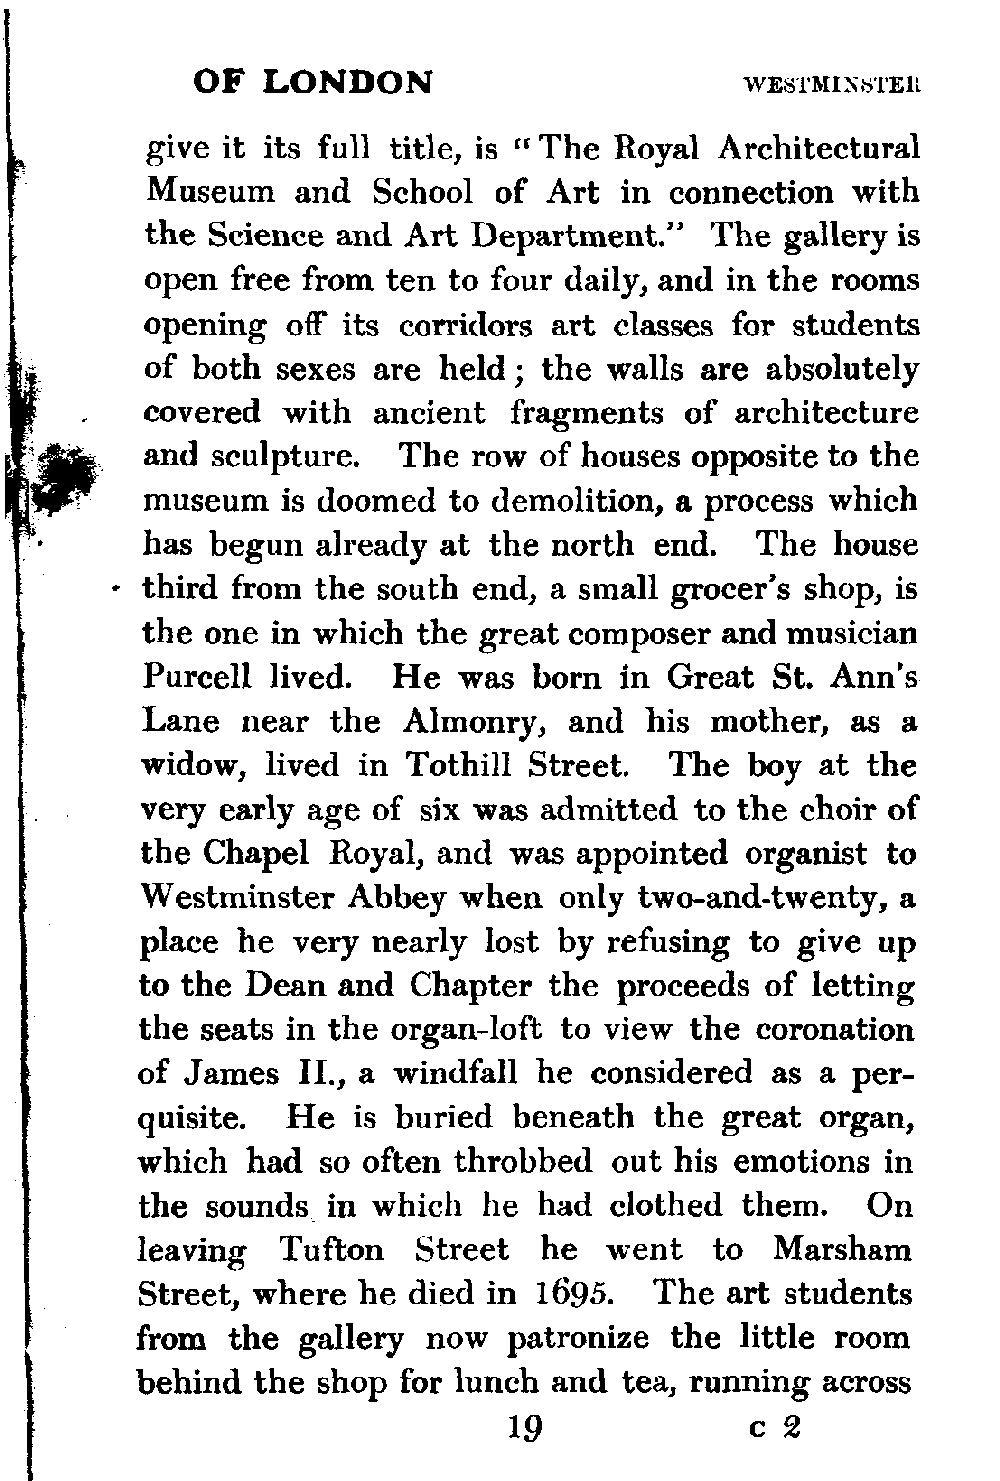 OF LONDON WESTMINSTER
give it its full title, is "The Royal Architectural
Museum and School of Art in connection with
the Science and Art Department." The gallery is
open free from ten to four daily, and in the rooms
opening off its corridors art classes for students
of both sexes are held; the walls are absolutely
covered with ancient fragments of architecture
and sculpture. The row of houses opposite to the
museum is doomed to demolition, a process which
has begun already at the north end. The house
third from the south end, a small grocer's shop, is
the one in which the great composer and musician
Purcell lived. He was born in Great St. Ann's
Lane near the Almonry, and his mother, as a
widow, lived in Tothill Street. The boy at the
very early age of six was admitted to the choir of
the Chapel Royal, and was appointed organist to
Westminster Abbey when only two-and-twenty, a
place he very nearly lost by refusing to give up
to the Dean and Chapter the proceeds of letting
the seats in the organ-loft to view the coronation
of James II., a windfall he considered as a per-
quisite. He is buried beneath the great organ,
which had so often throbbed out his emotions in
the sounds in which he had clothed them. On
leaving Tufton Street he went to Marsham
Street, where he died in 1695. The art students
from the gallery now patronize the little room
behind the shop for lunch and tea, running across
19 C 2